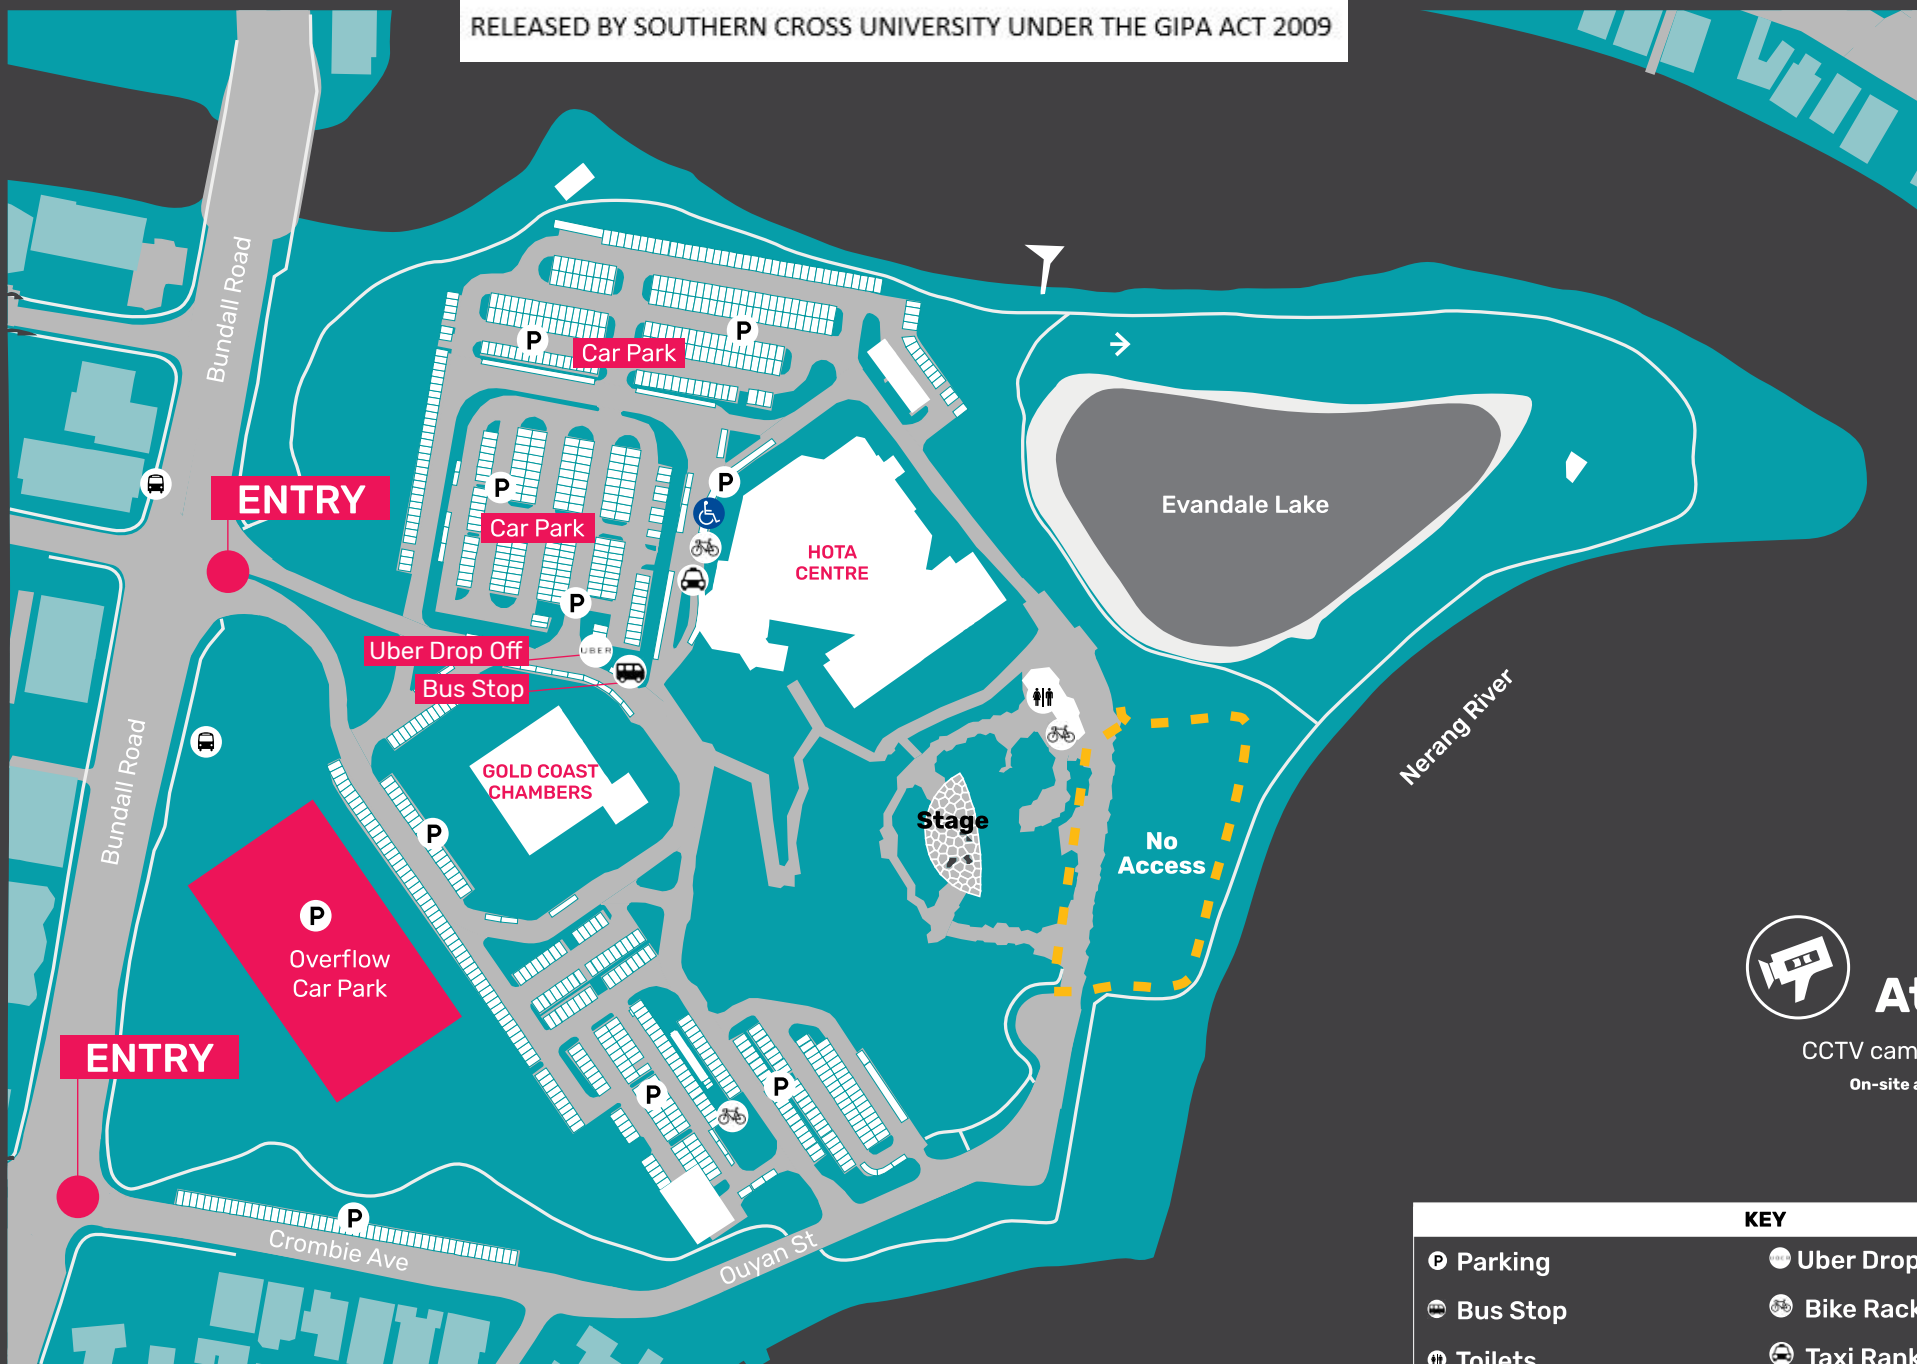 RELEASED BY SOUTHERN CROSS UNIVERSITY UNDER THE GIPA ACT 2009
Bundall Road
P
P
Car Park
ENTRY
P
P
Car Park
Evandale Lake
HOTA
CENTRE
P
Uber Drop Off
UBER
Bus Stop
Nerang River
Bundall Road
GOLD COAST
CHAMBERS
Stage
P
No
Access
P
Overflow
Car Park
ENTRY
P
P
P
Crombie Ave
Ouyan St
CCTV cam
On-site
KEY
P Parking
Uber Drop
Bus Stop
Bike Rack
Toilets
Taxi Rank